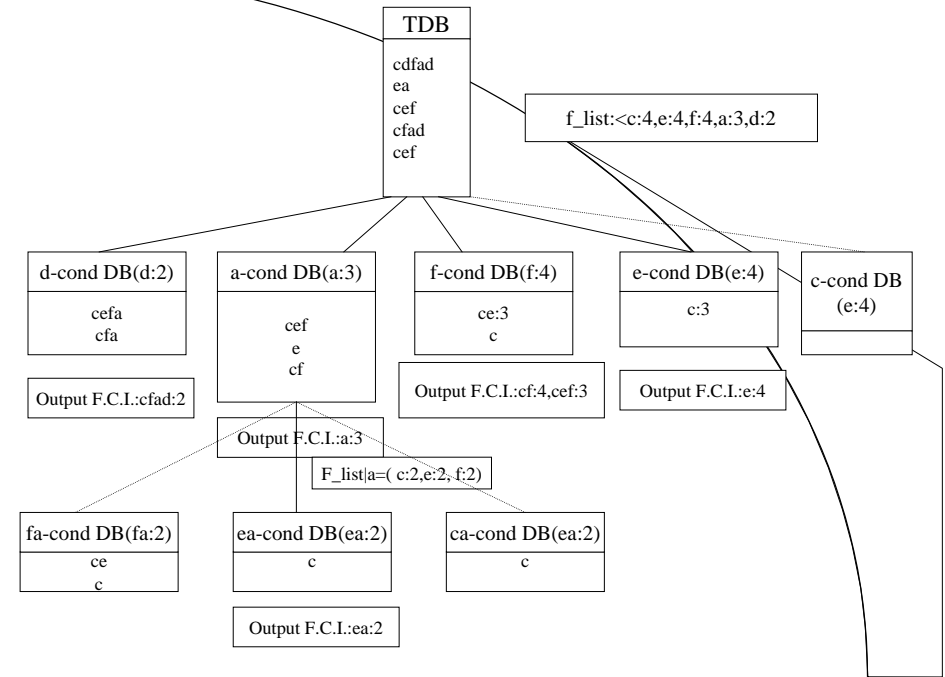 TDB
cdfad
ea
cef
cfad
cef
f_list:<c:4,e:4,f:4,a:3,d:2
d-cond DB(d:2)
cefa
cfa
Output F.C.I.:cfad:2
a-cond DB(a:3)
cef
e
cf
Output F.C.I.:a:3
F_list|a=( c:2,e:2, f:2)
f-cond DB(f:4)
ce:3
c
Output F.C.I.:cf:4,cef:3
e-cond DB(e:4)
c:3
Output F.C.I.:e:4
c-cond DB
(e:4)
fa-cond DB(fa:2)
ce
c
ea-cond DB(ea:2)
c
Output F.C.I.:ea:2
ca-cond DB(ea:2)
c